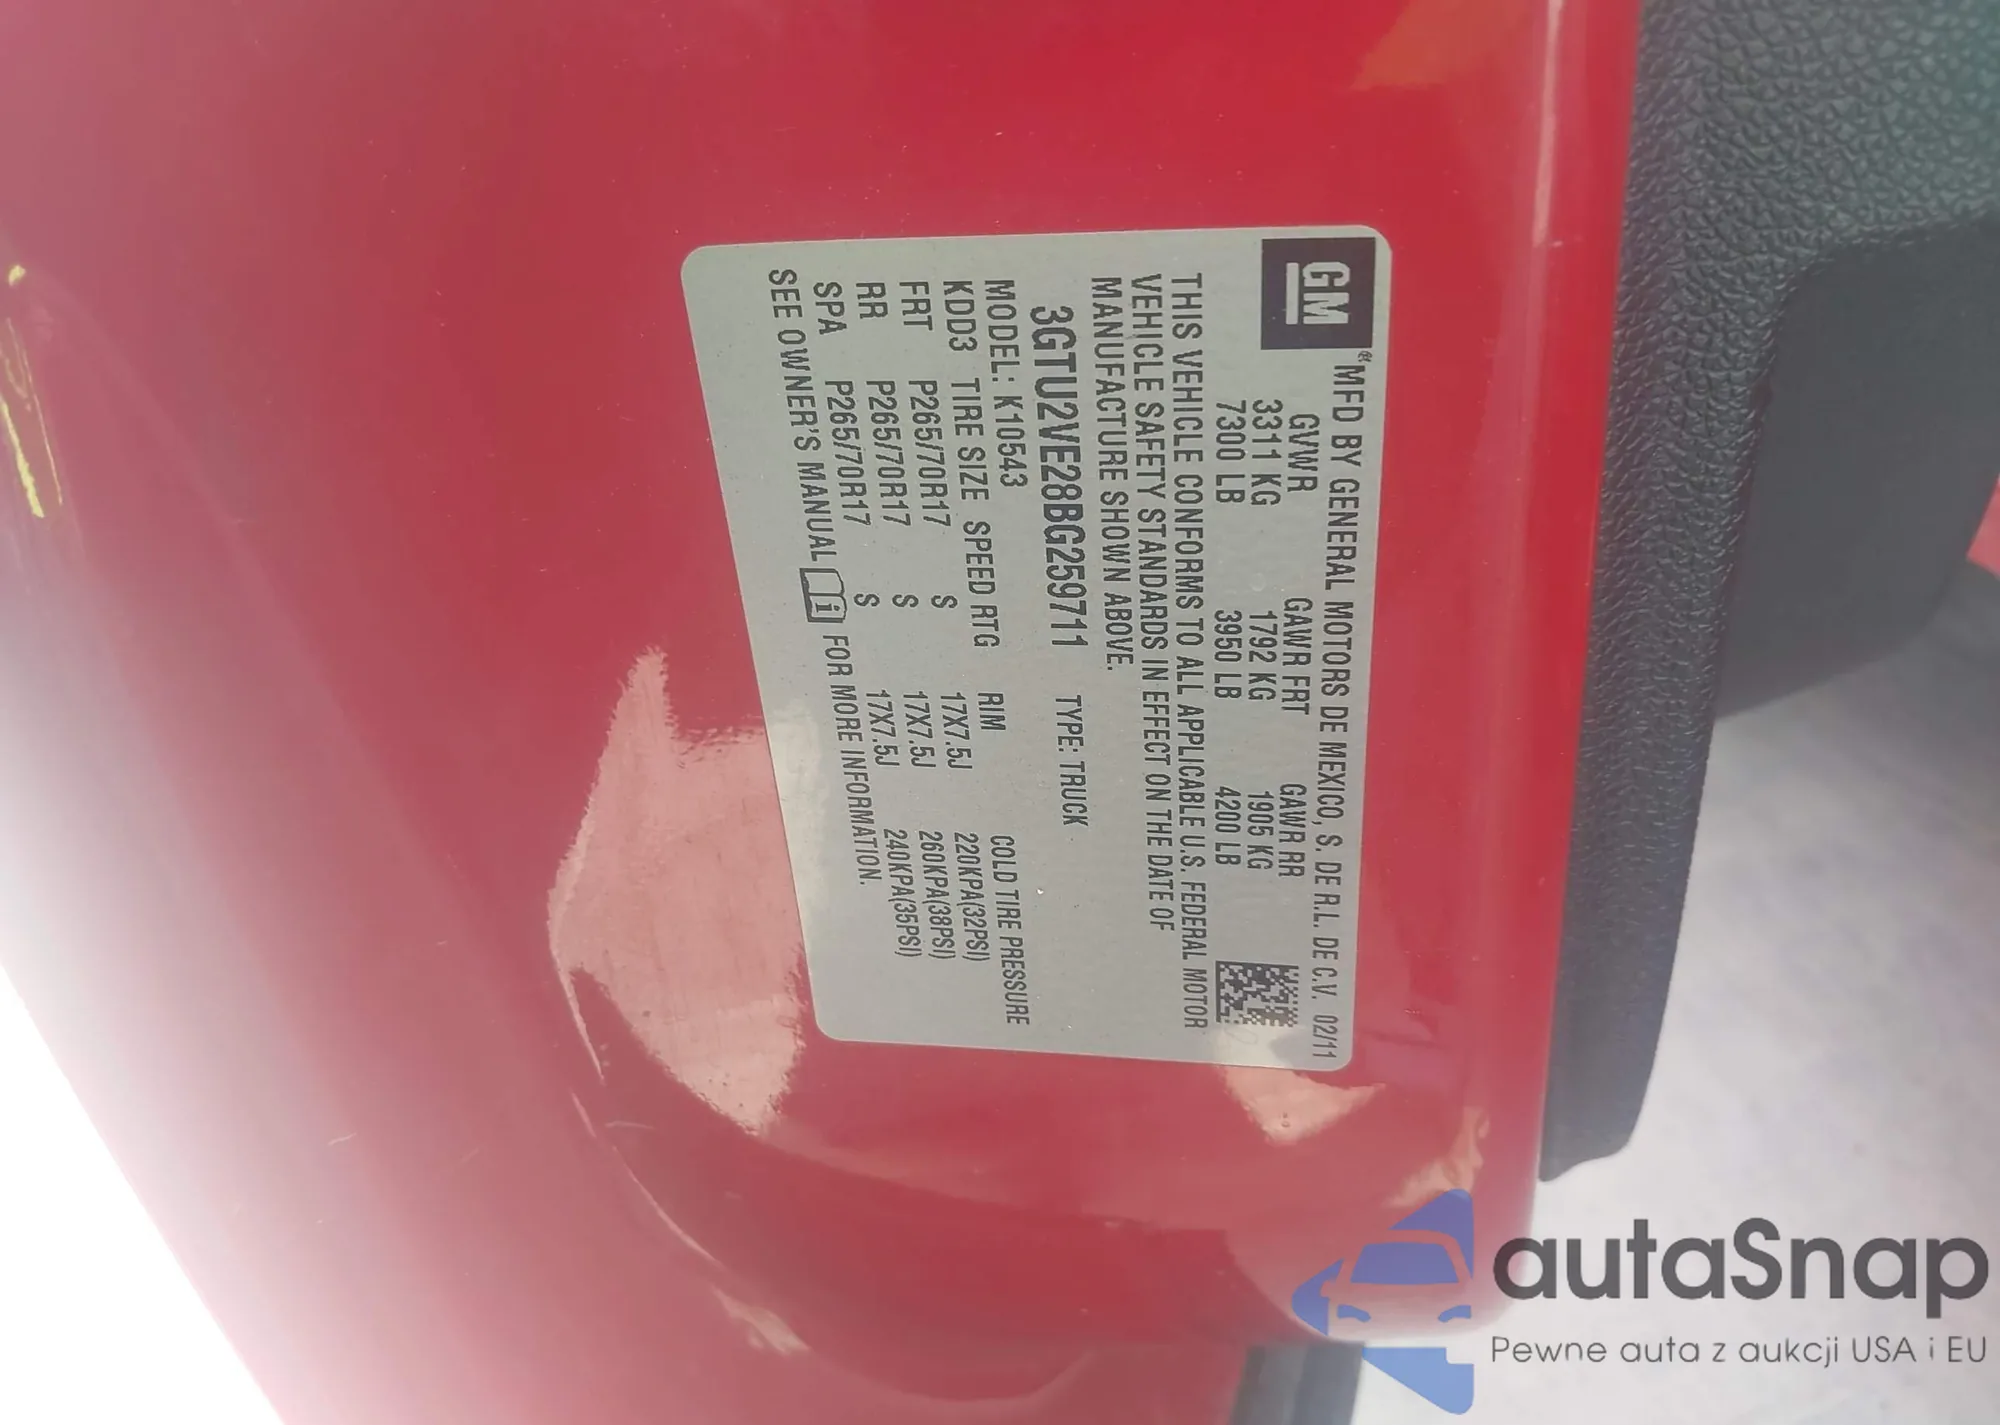 GM® MFD BY GENERAL MOTORS DE MEXICO, S. DE R.L. DE C.V. 02/11
GVWR GAWR FRT GAWR RR
3311 KG 1792 KG 1905 KG
7300 LB 3950 LB 4200 LB
THIS VEHICLE CONFORMS TO ALL APPLICABLE U.S. FEDERAL MOTOR
VEHICLE SAFETY STANDARDS IN EFFECT ON THE DATE OF
MANUFACTURE SHOWN ABOVE.
3GTU2VE28BG259711 TYPE: TRUCK
MODEL: K10543
KDD3 TIRE SIZE SPEED RTG RIM COLD TIRE PRESSURE
FRT P265/70R17 S 17X7.5J 220KPA(32PSI)
RR P265/70R17 S 17X7.5J 260KPA(38PSI)
SPA P265/70R17 S 17X7.5J 240KPA(35PSI)
SEE OWNER'S MANUAL i FOR MORE INFORMATION.
autaSnap
Pewne auta z aukcji USA i EU